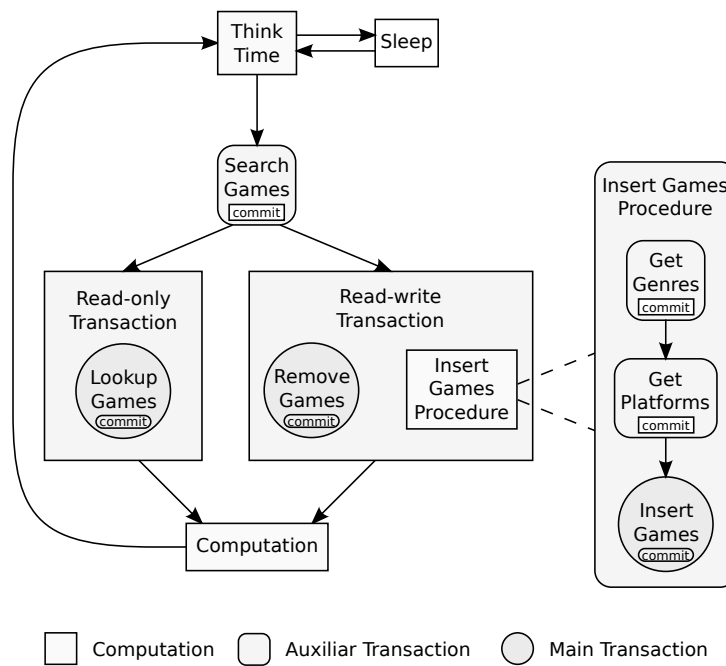 Think
Time
Sleep
Search
Games
commit
Insert Games
Procedure
Get
Genres
commit
Read-only
Transaction
Read-write
Transaction
Lookup
Games
commit
Remove
Games
commit
Insert
Games
Procedure
Get
Platforms
commit
Insert
Games
commit
Computation
Computation
Auxiliar Transaction
Main Transaction